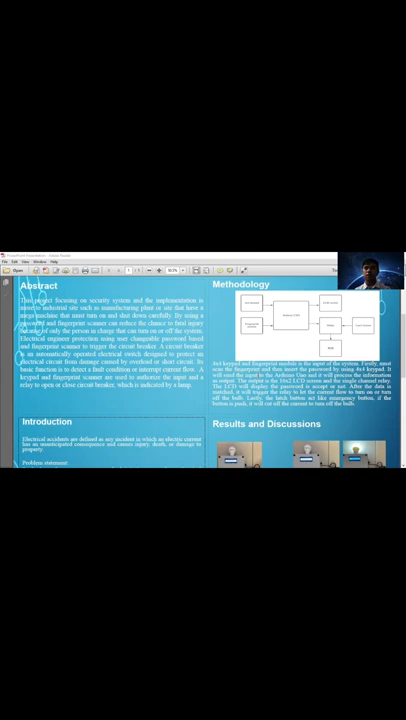 PowerPoint Presentation - Adobe Reader
File Edit View Window Help
Open
Abstract
This project focusing on security system and the implementation is
more to industrial site such as manufacturing plant or site that have a
mega machine that must turn on and shut down carefully. By using a
password and fingerprint scanner can reduce the chance to fatal injury
because of only the person in charge that can turn on or off the system.
Electrical engineer protection using user changeable password based
and fingerprint scanner to trigger the circuit breaker. A circuit breaker
is an automatically operated electrical switch designed to protect an
electrical circuit from damage caused by overload or short circuit. Its
basic function is to detect a fault condition or interrupt current flow. A
keypad and fingerprint scanner are used to authorize the input and a
relay to open or close circuit breaker, which is indicated by a lamp.
Introduction
Electrical accidents are defined as any incident in which an electric current
has an unanticipated consequence and causes injury, death, or damage to
property.
Problem statement:
Methodology
4x4 keypad and fingerprint module is the input of the system. Firstly, must
scan the fingerprint and then insert the password by using 4x4 keypad. It
will send the input to the Arduino Uno and it will process the information
as output. The output is the 16x2 LCD screen and the single channel relay.
The LCD will display the password is accept or not. After the data is
matched, it will trigger the relay to let the current flow to turn on or turn
off the bulb. Lastly, the latch button act like emergency button, if the
button is push, it will cut off the current to turn off the bulb.
Results and Discussions